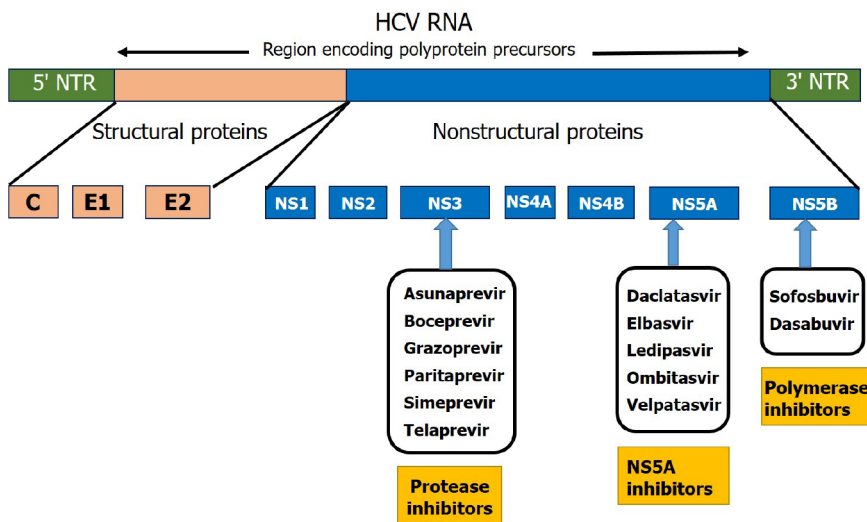 HCV RNA
Region encoding polyprotein precursors
5' NTR
3' NTR
Structural proteins
Nonstructural proteins
C
E1
E2
NS1
NS2
NS3
NS4A
NS4B
NS5A
NS5B
Asunaprevir
Boceprevir
Grazoprevir
Paritaprevir
Simeprevir
Telaprevir
Protease
inhibitors
Daclatasvir
Elbasvir
Ledipasvir
Ombitasvir
Velpatasvir
NS5A
inhibitors
Sofosbuvir
Dasabuvir
Polymerase
inhibitors